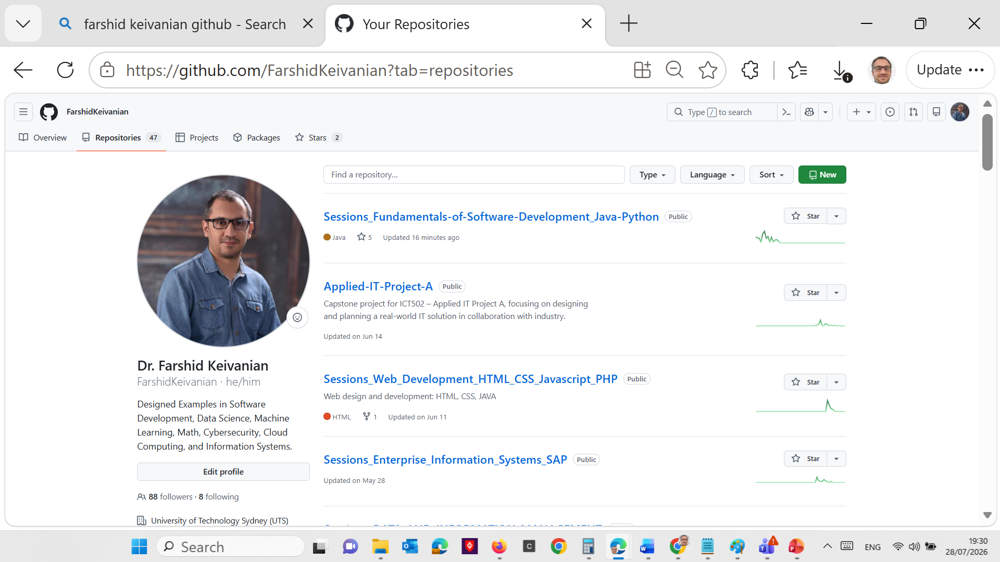 farshid keivanian github - Search
Your Repositories
https://github.com/FarshidKeivanian?tab=repositories
Update
FarshidKeivanian
Type / to search
Overview
Repositories 47
Projects
Packages
Stars 2
Find a repository...
Type
Language
Sort
New
Sessions_Fundamentals-of-Software-Development_Java-Python Public
Star
Java 5 Updated 16 minutes ago
Applied-IT-Project-A Public
Star
Capstone project for ICT502 – Applied IT Project A, focusing on designing
and planning a real-world IT solution in collaboration with industry.
Updated on Jun 14
Sessions_Web_Development_HTML_CSS_Javascript_PHP Public
Star
Web design and development: HTML, CSS, JAVA
HTML 1 Updated on Jun 11
Sessions_Enterprise_Information_Systems_SAP Public
Star
Updated on May 28
Dr. Farshid Keivanian
FarshidKeivanian · he/him
Designed Examples in Software
Development, Data Science, Machine
Learning, Math, Cybersecurity, Cloud
Computing, and Information Systems.
Edit profile
88 followers · 8 following
University of Technology Sydney (UTS)
Search
ENG
19:30
28/07/2026